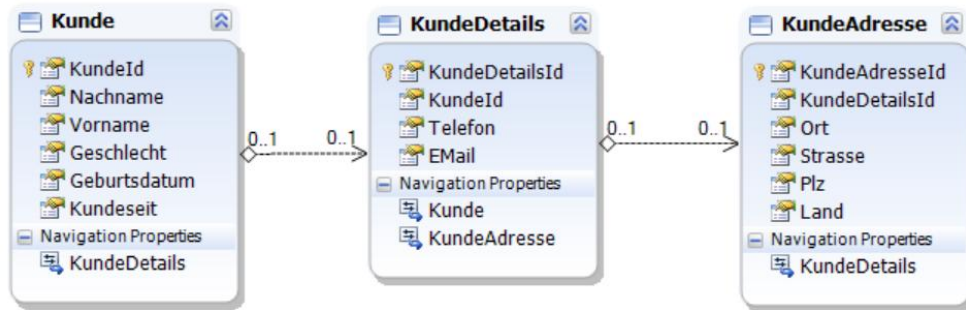 Kunde
KundeId
Nachname
Vorname
Geschlecht
Geburtsdatum
Kundeseit
Navigation Properties
KundeDetails
0..1
0..1
KundeDetails
KundeDetailsId
KundeId
Telefon
EMail
Navigation Properties
Kunde
KundeAdresse
0..1
0..1
KundeAdresse
KundeAdresseId
KundeDetailsId
Ort
Strasse
Plz
Land
Navigation Properties
KundeDetails